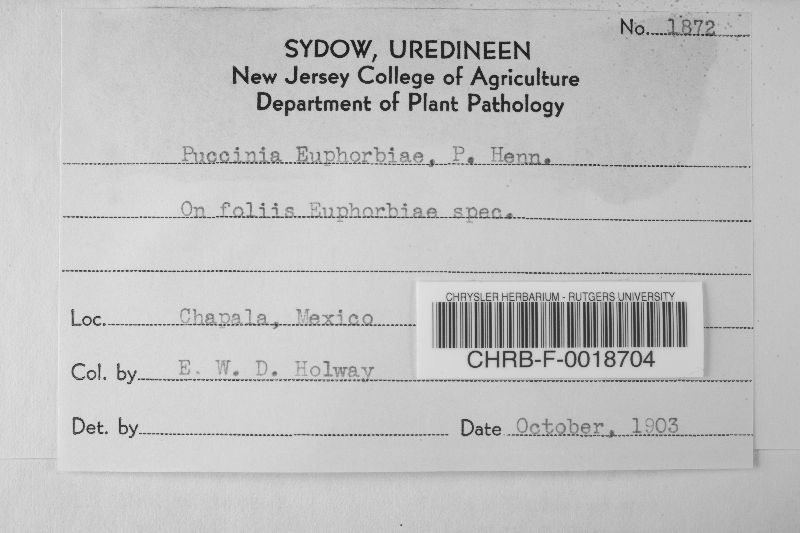 No. 1872
SYDOW, UREDINEEN
New Jersey College of Agriculture
Department of Plant Pathology
Puccinia Euphorbiae, P. Henn.
On foliis Euphorbiae spec.
Loc. Chapala, Mexico
CHRYSLER HERBARIUM - RUTGERS UNIVERSITY
CHRB-F-0018704
Col. by E. W. D. Holway
Det. by
Date October, 1903